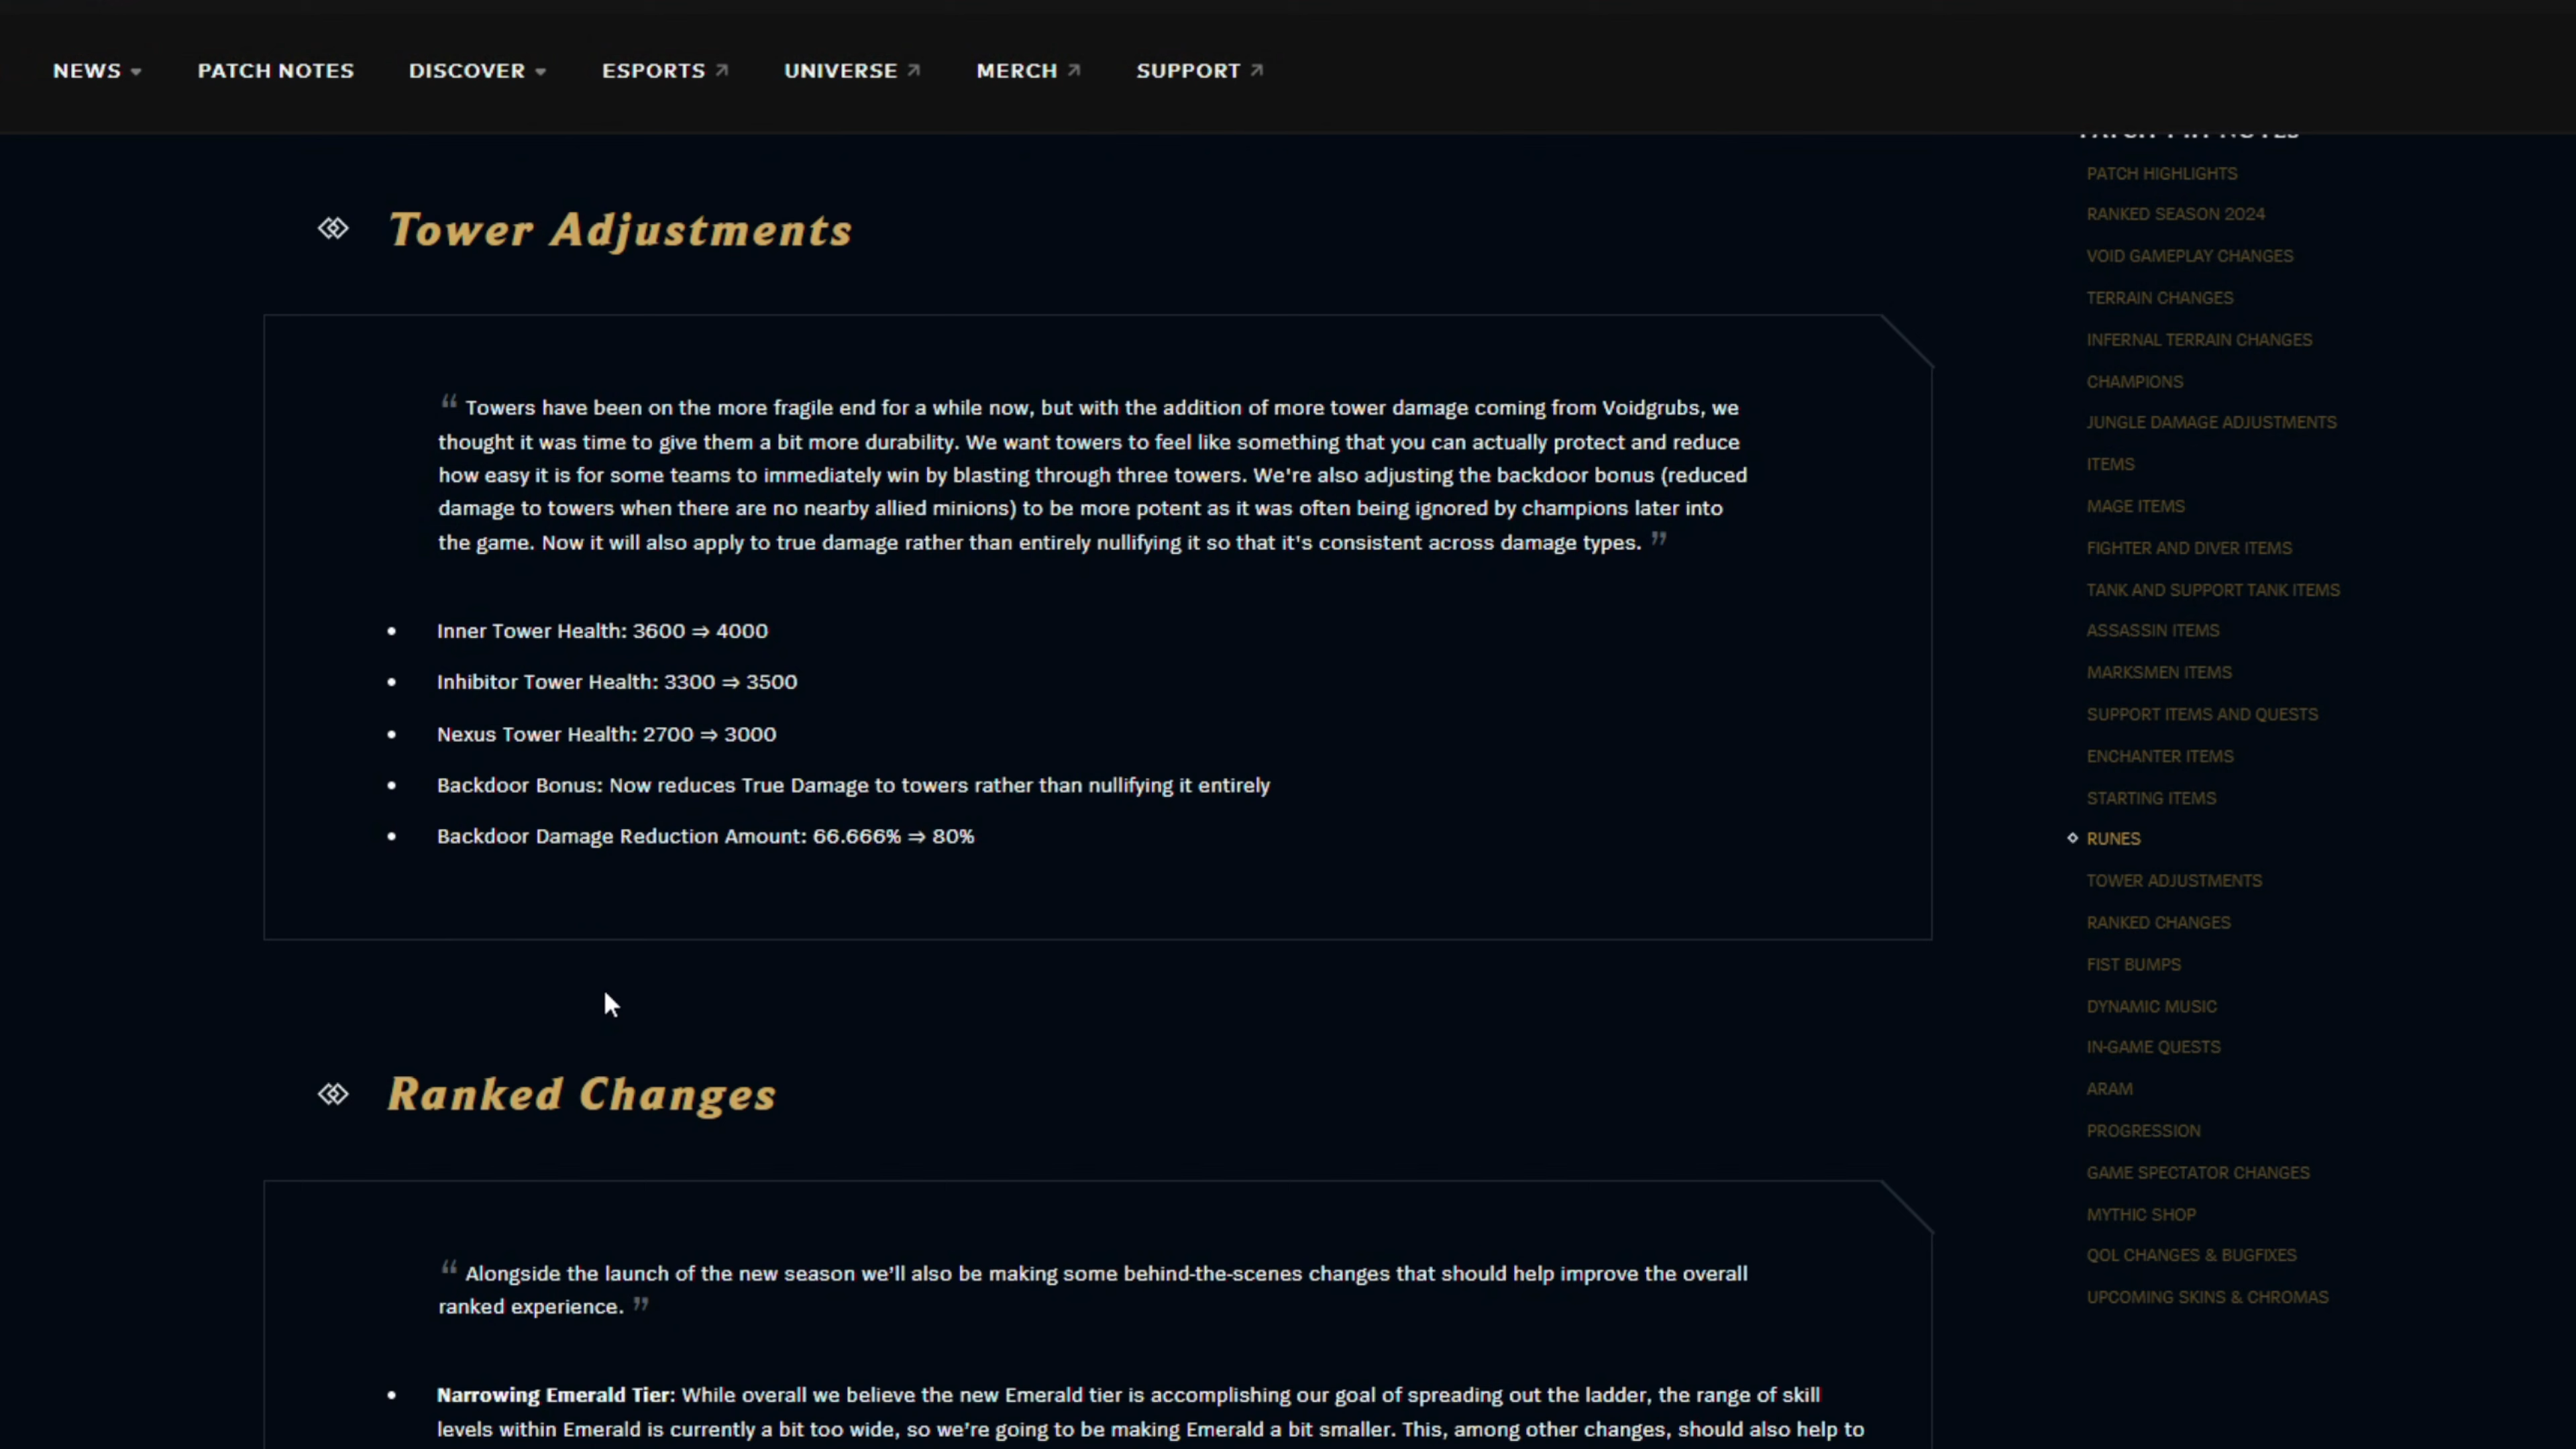 NEWS PATCH NOTES DISCOVER ESPORTS UNIVERSE MERCH SUPPORT
Tower Adjustments
“ Towers have been on the more fragile end for a while now, but with the addition of more tower damage coming from Voidgrubs, we
thought it was time to give them a bit more durability. We want towers to feel like something that you can actually protect and reduce
how easy it is for some teams to immediately win by blasting through three towers. We're also adjusting the backdoor bonus (reduced
damage to towers when there are no nearby allied minions) to be more potent as it was often being ignored by champions later into
the game. Now it will also apply to true damage rather than entirely nullifying it so that it's consistent across damage types. ”
• Inner Tower Health: 3600 ⇒ 4000
• Inhibitor Tower Health: 3300 ⇒ 3500
• Nexus Tower Health: 2700 ⇒ 3000
• Backdoor Bonus: Now reduces True Damage to towers rather than nullifying it entirely
• Backdoor Damage Reduction Amount: 66.666% ⇒ 80%
Ranked Changes
“ Alongside the launch of the new season we’ll also be making some behind-the-scenes changes that should help improve the overall
ranked experience. ”
• Narrowing Emerald Tier: While overall we believe the new Emerald tier is accomplishing our goal of spreading out the ladder, the range of skill
levels within Emerald is currently a bit too wide, so we’re going to be making Emerald a bit smaller. This, among other changes, should also help to
PATCH HIGHLIGHTS
RANKED SEASON 2024
VOID GAMEPLAY CHANGES
TERRAIN CHANGES
INFERNAL TERRAIN CHANGES
CHAMPIONS
JUNGLE DAMAGE ADJUSTMENTS
ITEMS
MAGE ITEMS
FIGHTER AND DIVER ITEMS
TANK AND SUPPORT TANK ITEMS
ASSASSIN ITEMS
MARKSMEN ITEMS
SUPPORT ITEMS AND QUESTS
ENCHANTER ITEMS
STARTING ITEMS
RUNES
TOWER ADJUSTMENTS
RANKED CHANGES
FIST BUMPS
DYNAMIC MUSIC
IN-GAME QUESTS
ARAM
PROGRESSION
GAME SPECTATOR CHANGES
MYTHIC SHOP
QOL CHANGES & BUGFIXES
UPCOMING SKINS & CHROMAS